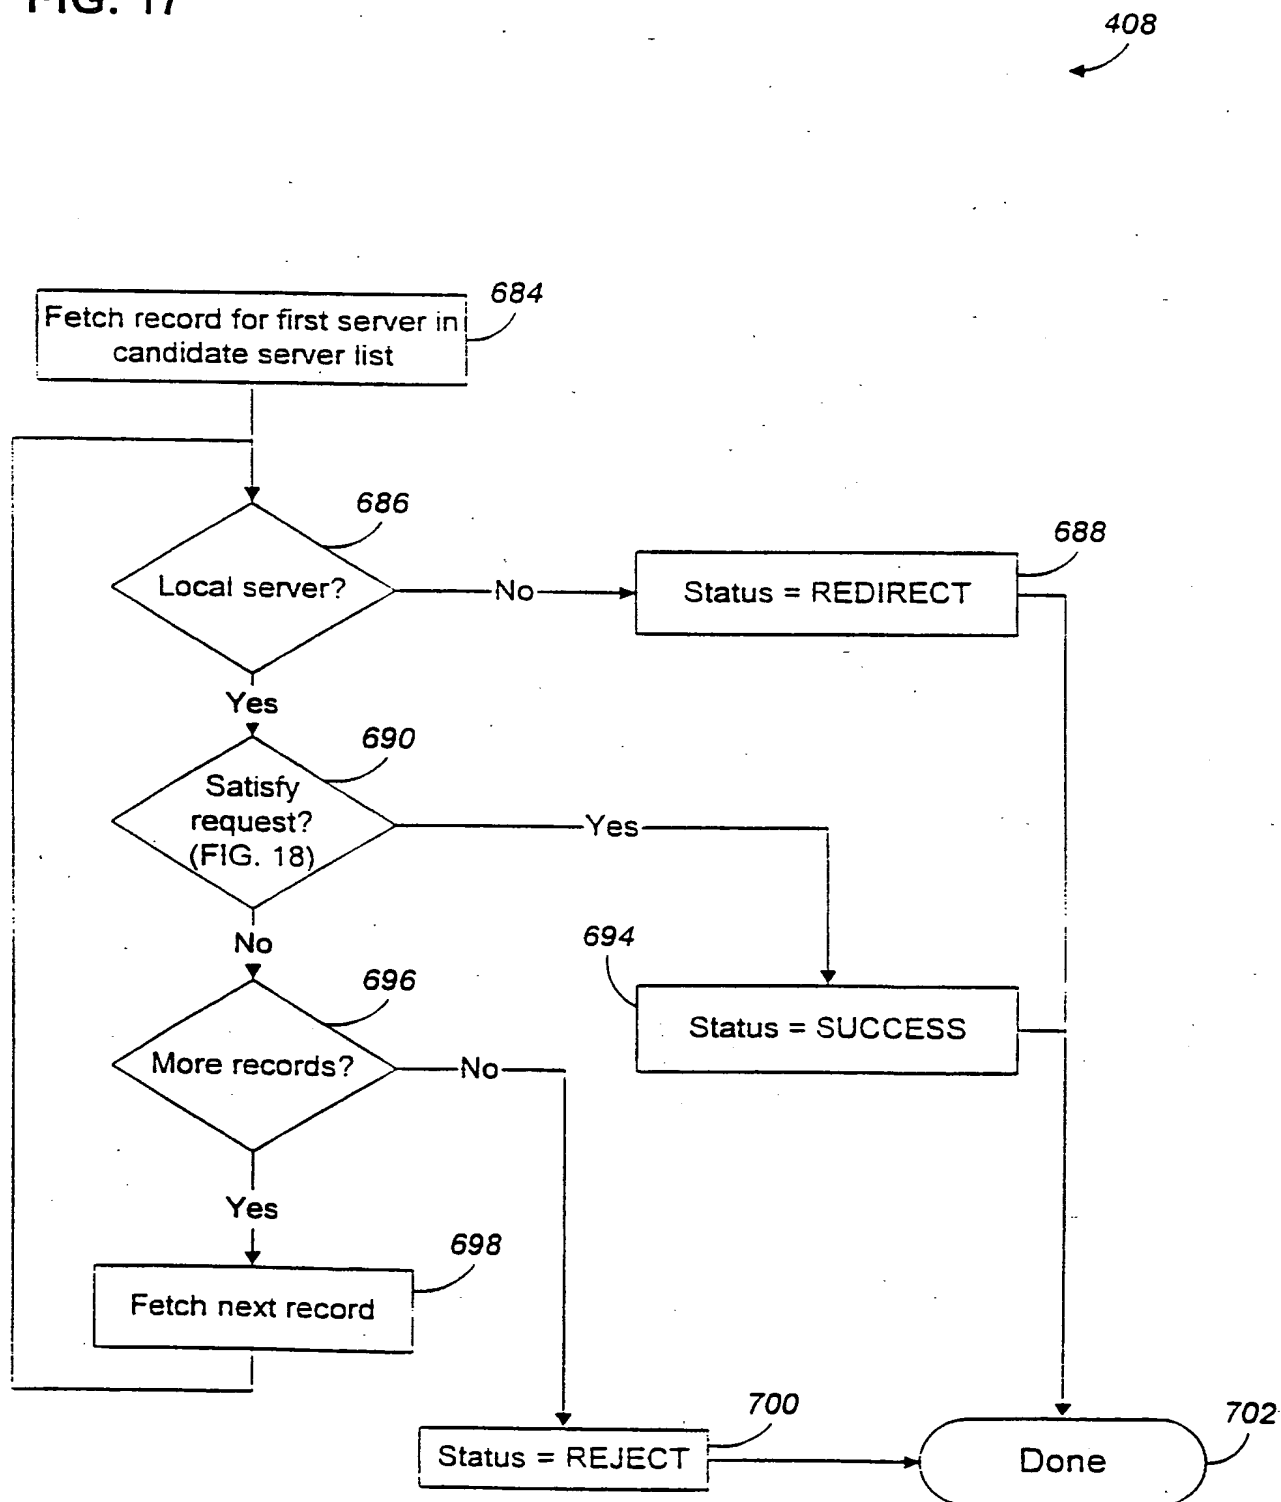 FIG. 17
408
684
Fetch record for first server in
candidate server list
686
Local server?
No
688
Status = REDIRECT
Yes
690
Satisfy
request?
(FIG. 18)
Yes
No
694
Status = SUCCESS
696
More records?
No
Yes
698
Fetch next record
700
Status = REJECT
702
Done